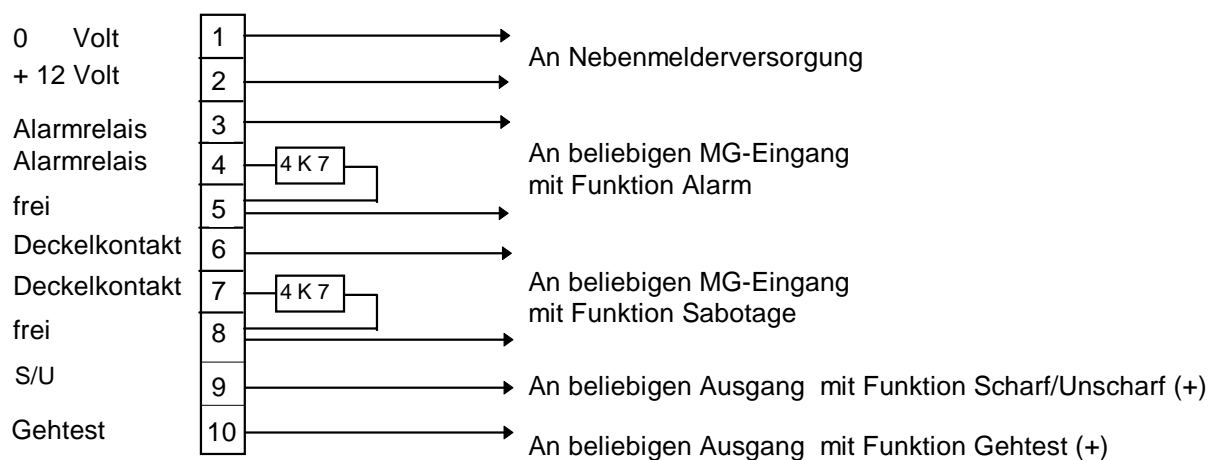 0 Volt 1
An Nebenmelderversorgung
+ 12 Volt 2
Alarmrelais 3
Alarmrelais 4 4 K 7
An beliebigen MG-Eingang
mit Funktion Alarm
frei 5
Deckelkontakt 6
Deckelkontakt 7 4 K 7
An beliebigen MG-Eingang
mit Funktion Sabotage
frei 8
S/U 9 An beliebigen Ausgang mit Funktion Scharf/Unscharf (+)
Gehtest 10 An beliebigen Ausgang mit Funktion Gehtest (+)